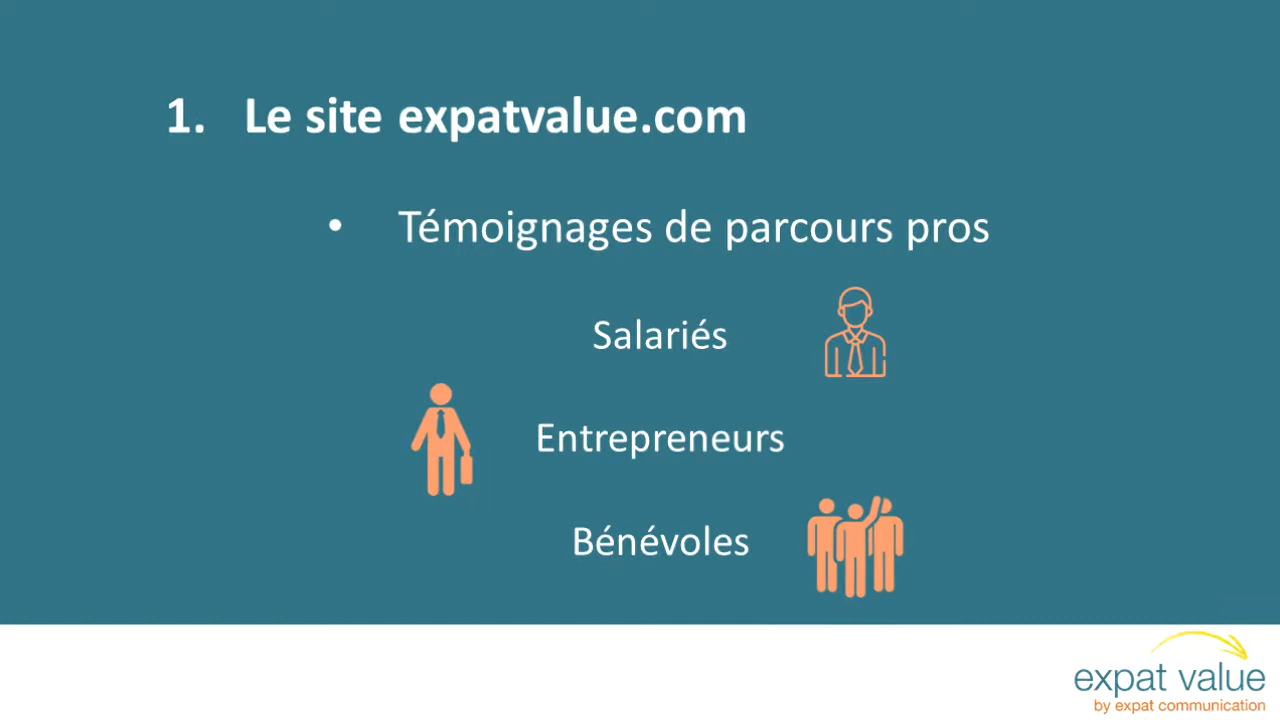 1. Le site expatvalue.com
• Témoignages de parcours pros
Salariés
Entrepreneurs
Bénévoles
expat value
by expat communication